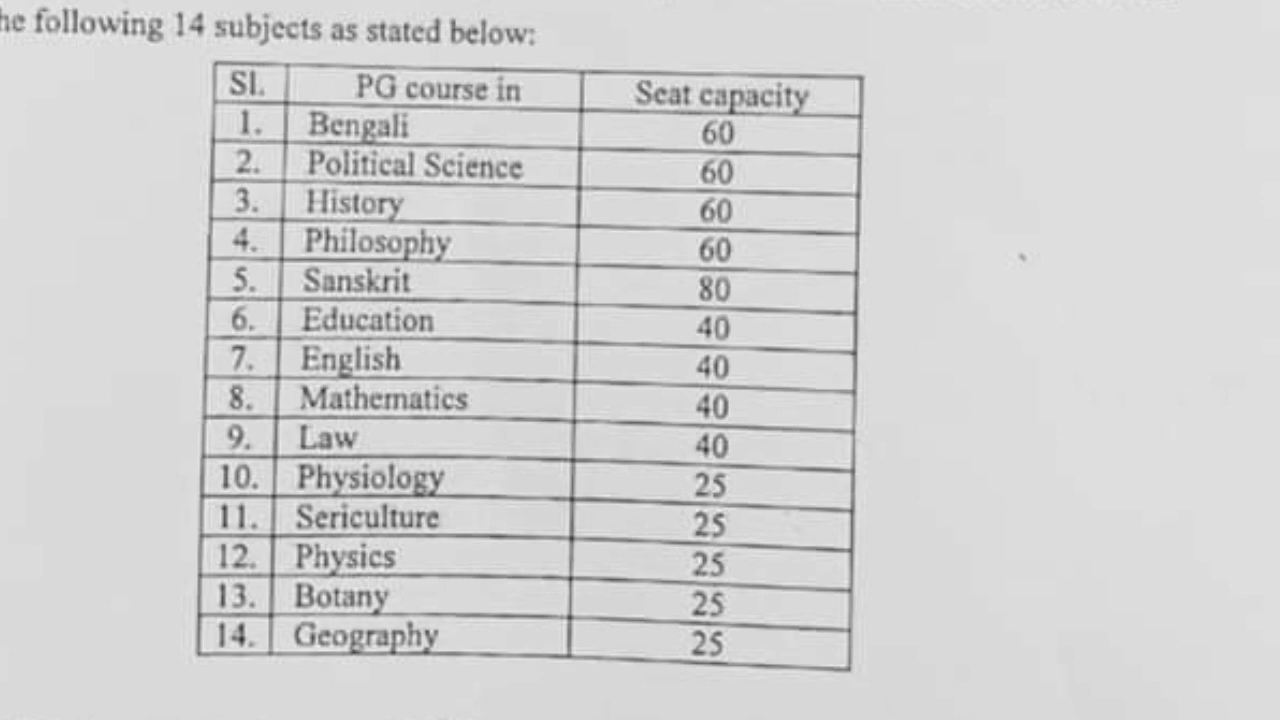 he following 14 subjects as stated below:
Sl. PG course in Seat capacity
1. Bengali 60
2. Political Science 60
3. History 60
4. Philosophy 60
5. Sanskrit 80
6. Education 40
7. English 40
8. Mathematics 40
9. Law 40
10. Physiology 25
11. Sericulture 25
12. Physics 25
13. Botany 25
14. Geography 25